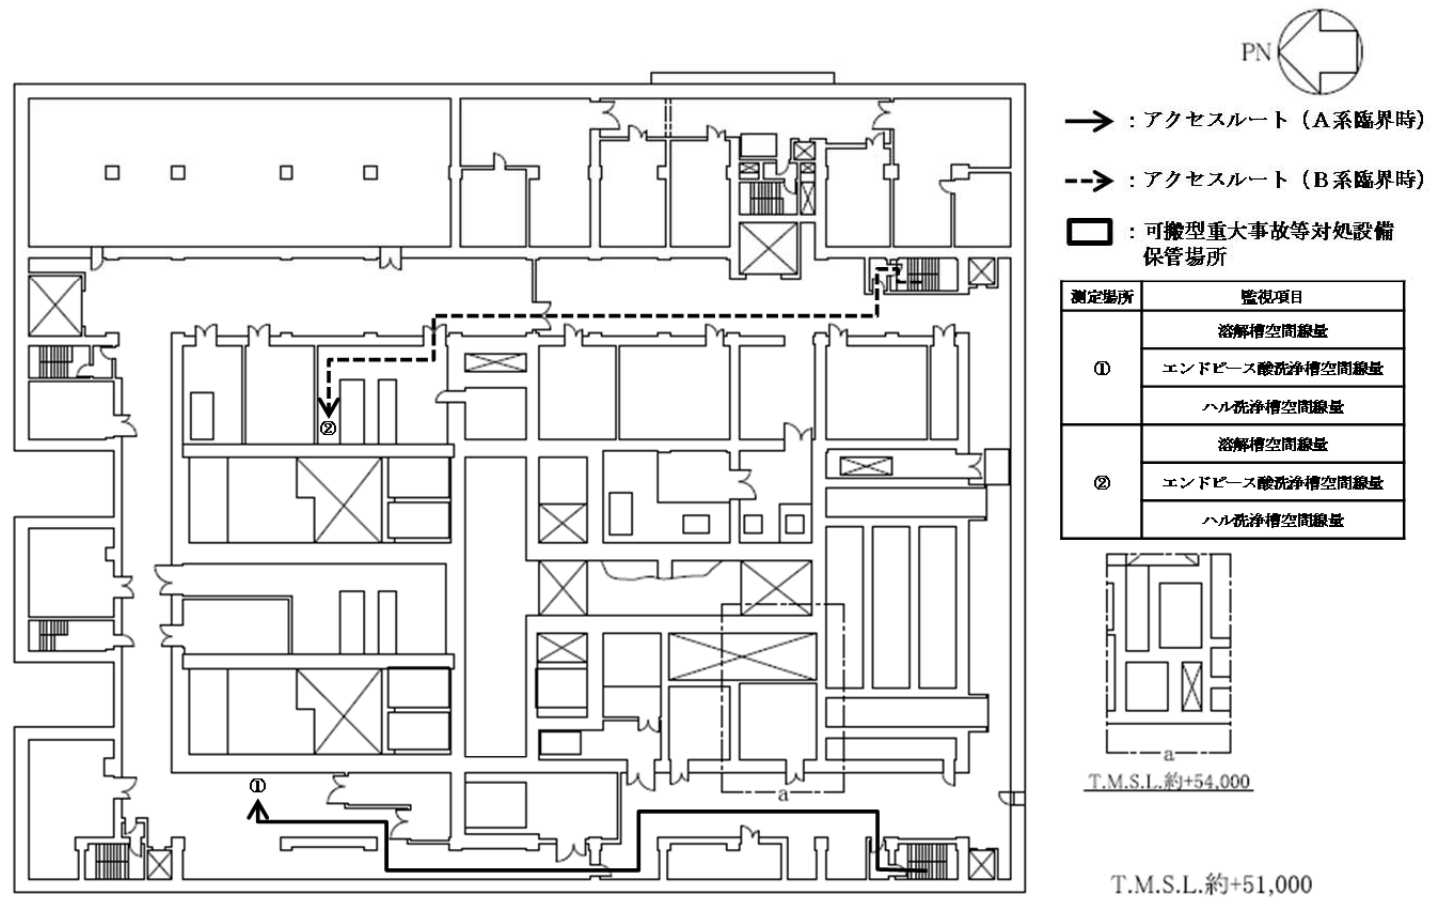 PN
：アクセスルート（A系臨界時）
：アクセスルート（B系臨界時）
：可搬型重大事故等対処設備
保管場所
測定場所 監視項目
① 溶解槽空間線量
エンドピース酸洗浄槽空間線量
ハル洗浄槽空間線量
② 溶解槽空間線量
エンドピース酸洗浄槽空間線量
ハル洗浄槽空間線量
②
①
a
a
T.M.S.L.約+54,000
T.M.S.L.約+51,000